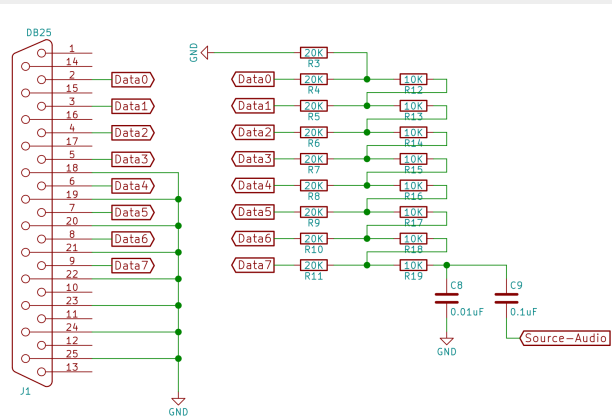 DB25
1
14
2
15
3
16
4
17
5
18
6
19
7
20
8
21
9
22
10
23
11
24
12
25
13
J1
Data0
Data1
Data2
Data3
Data4
Data5
Data6
Data7
GND
GND
20K
R3
Data0
20K
R4
10K
R12
Data1
20K
R5
10K
R13
Data2
20K
R6
10K
R14
Data3
20K
R7
10K
R15
Data4
20K
R8
10K
R16
Data5
20K
R9
10K
R17
Data6
20K
R10
10K
R18
Data7
20K
R11
10K
R19
C8
0.01uF
GND
C9
0.1uF
Source-Audio